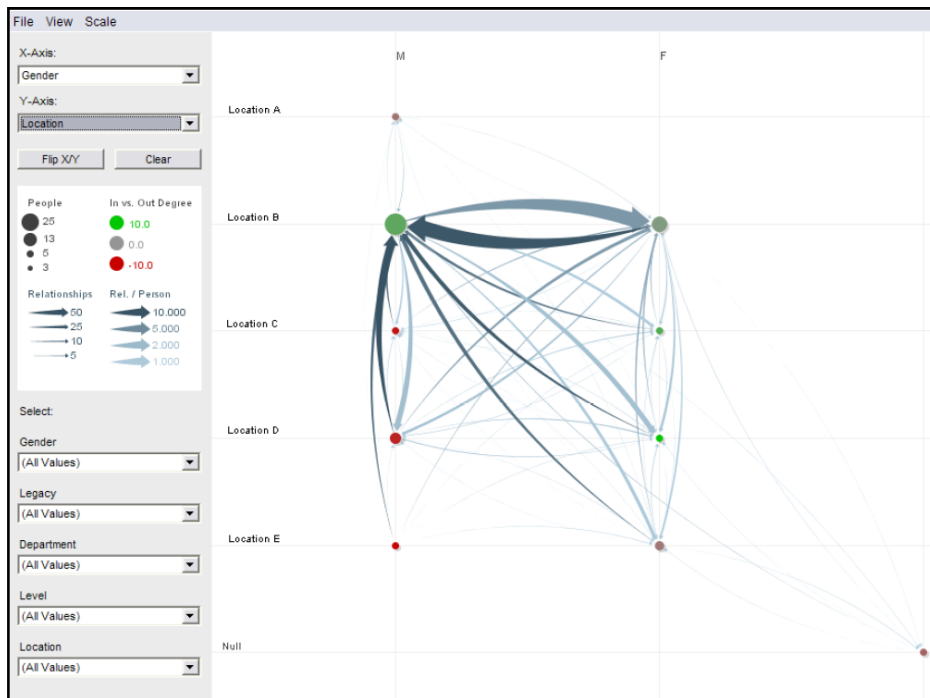 File View Scale
X-Axis:
Gender
Y-Axis:
Location
Flip X/Y Clear
People In vs. Out Degree
25 10.0
13 0.0
5 -10.0
3
Relationships Rel. / Person
50 10.000
25 5.000
10 2.000
5 1.000
Select:
Gender
(All Values)
Legacy
(All Values)
Department
(All Values)
Level
(All Values)
Location
(All Values)
M F
Location A
Location B
Location C
Location D
Location E
Null